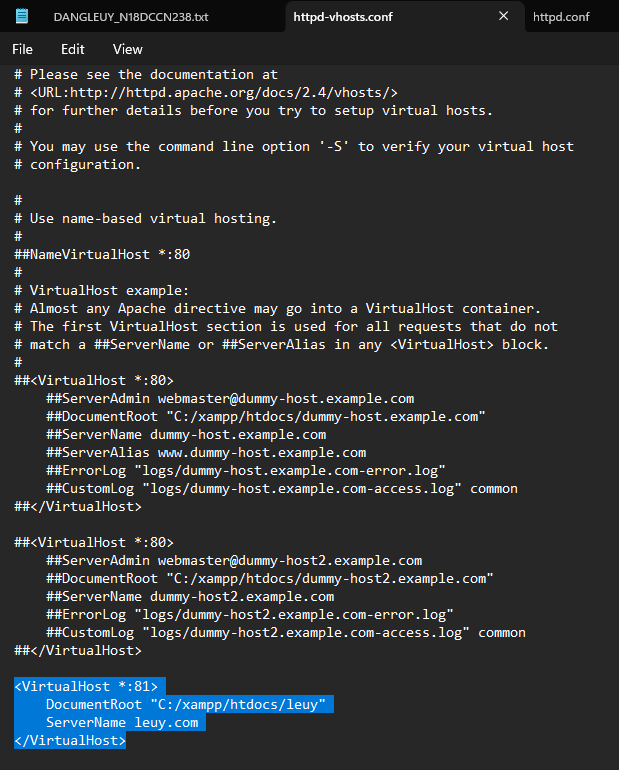 DANGLEUY_N18DCCN238.txt
httpd-vhosts.conf
httpd.conf
File Edit View
# Please see the documentation at
# <URL:http://httpd.apache.org/docs/2.4/vhosts/>
# for further details before you try to setup virtual hosts.
#
# You may use the command line option '-S' to verify your virtual host
# configuration.
#
# Use name-based virtual hosting.
#
##NameVirtualHost *:80
#
# VirtualHost example:
# Almost any Apache directive may go into a VirtualHost container.
# The first VirtualHost section is used for all requests that do not
# match a ##ServerName or ##ServerAlias in any <VirtualHost> block.
#
##<VirtualHost *:80>
    ##ServerAdmin webmaster@dummy-host.example.com
    ##DocumentRoot "C:/xampp/htdocs/dummy-host.example.com"
    ##ServerName dummy-host.example.com
    ##ServerAlias www.dummy-host.example.com
    ##ErrorLog "logs/dummy-host.example.com-error.log"
    ##CustomLog "logs/dummy-host.example.com-access.log" common
##</VirtualHost>
##<VirtualHost *:80>
    ##ServerAdmin webmaster@dummy-host2.example.com
    ##DocumentRoot "C:/xampp/htdocs/dummy-host2.example.com"
    ##ServerName dummy-host2.example.com
    ##ErrorLog "logs/dummy-host2.example.com-error.log"
    ##CustomLog "logs/dummy-host2.example.com-access.log" common
##</VirtualHost>
<VirtualHost *:81>
    DocumentRoot "C:/xampp/htdocs/leuy"
    ServerName leuy.com
</VirtualHost>